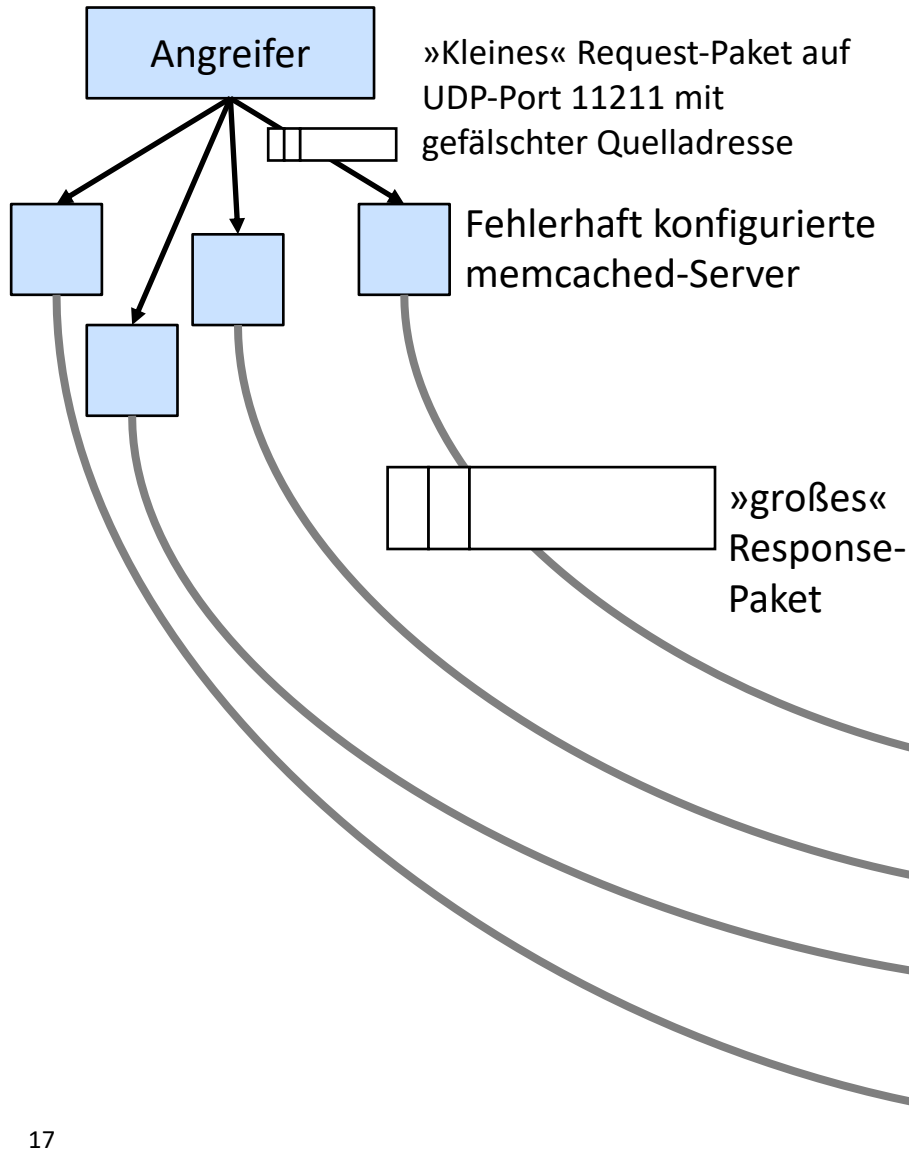 Angreifer
»Kleines« Request-Paket auf
UDP-Port 11211 mit
gefälschter Quelladresse
Fehlerhaft konfigurierte
memcached-Server
»großes«
Response-
Paket
17